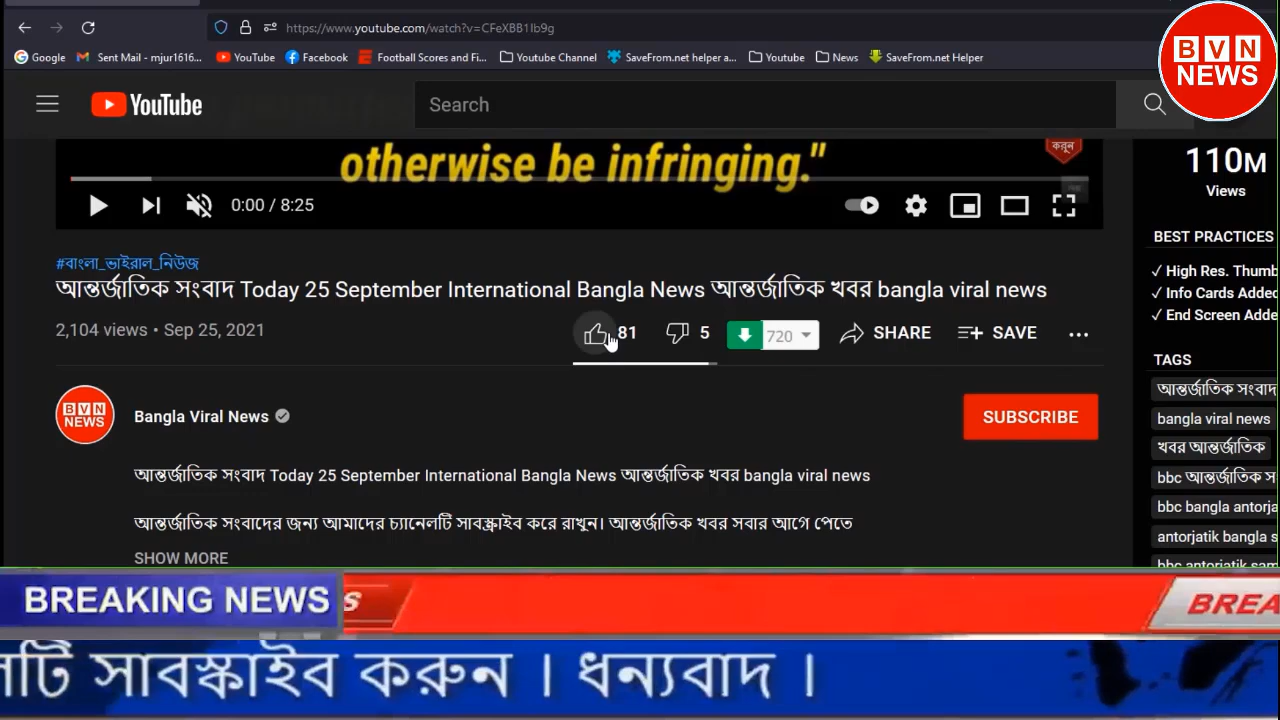 https://www.youtube.com/watch?v=CFeXBB1Ib9g
Google
Sent Mail - mjur1616...
YouTube
Facebook
Football Scores and Fi...
Youtube Channel
SaveFrom.net helper a...
Youtube
News
SaveFrom.net Helper
BVN
NEWS
YouTube
Search
otherwise be infringing."
করুন
0:00 / 8:25
110M
Views
BEST PRACTICES
✓ High Res. Thumb
✓ Info Cards Added
✓ End Screen Added
#বাংলা_ভাইরাল_নিউজ
আন্তর্জাতিক সংবাদ Today 25 September International Bangla News আন্তর্জাতিক খবর bangla viral news
2,104 views • Sep 25, 2021
81
5
720
SHARE
SAVE
TAGS
আন্তর্জাতিক সংবাদ
bangla viral news
খবর আন্তর্জাতিক
bbc আন্তর্জাতিক স
bbc bangla antorja
antorjatik bangla s
bbc antorjatik sam
BVN
NEWS
Bangla Viral News
SUBSCRIBE
আন্তর্জাতিক সংবাদ Today 25 September International Bangla News আন্তর্জাতিক খবর bangla viral news
আন্তর্জাতিক সংবাদের জন্য আমাদের চ্যানেলটি সাবস্ক্রাইব করে রাখুন। আন্তর্জাতিক খবর সবার আগে পেতে
SHOW MORE
BREAKING NEWS
S
BREA
লটি সাবস্কাইব করুন । ধন্যবাদ ।